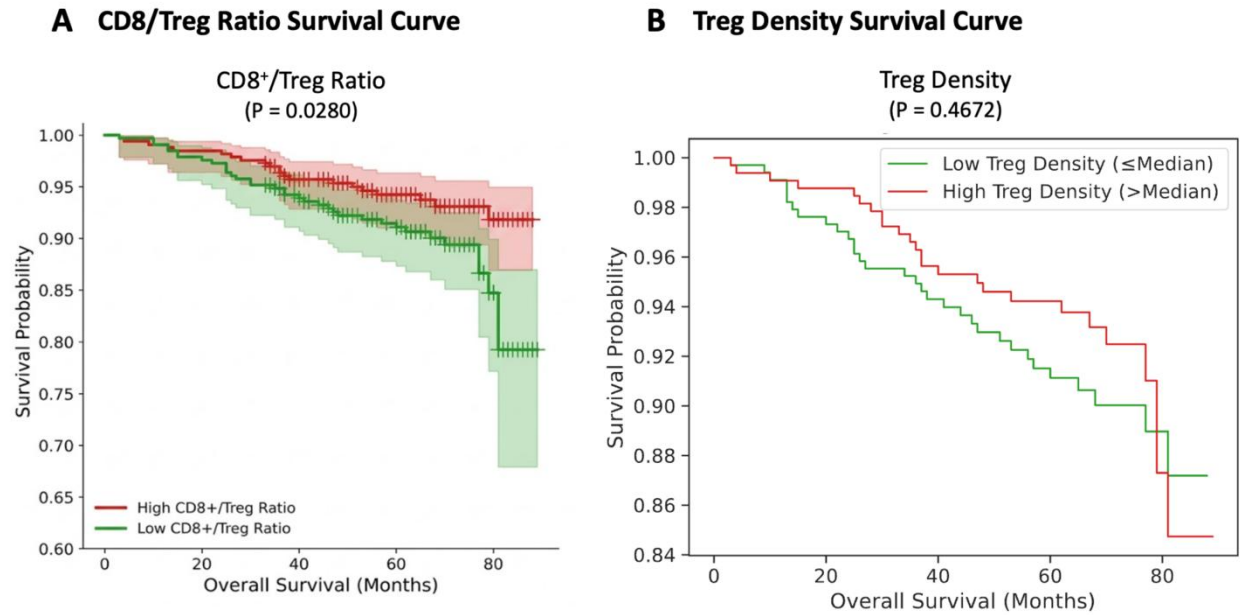 A CD8/Treg Ratio Survival Curve
CD8⁺/Treg Ratio
(P = 0.0280)
1.00
0.95
0.90
0.85
0.80
0.75
0.70
0.65
0.60
Survival Probability
High CD8+/Treg Ratio
Low CD8+/Treg Ratio
0 20 40 60 80
Overall Survival (Months)
B Treg Density Survival Curve
Treg Density
(P = 0.4672)
Low Treg Density (≤Median)
High Treg Density (>Median)
1.00
0.98
0.96
0.94
0.92
0.90
0.88
0.86
0.84
Survival Probability
0 20 40 60 80
Overall Survival (Months)